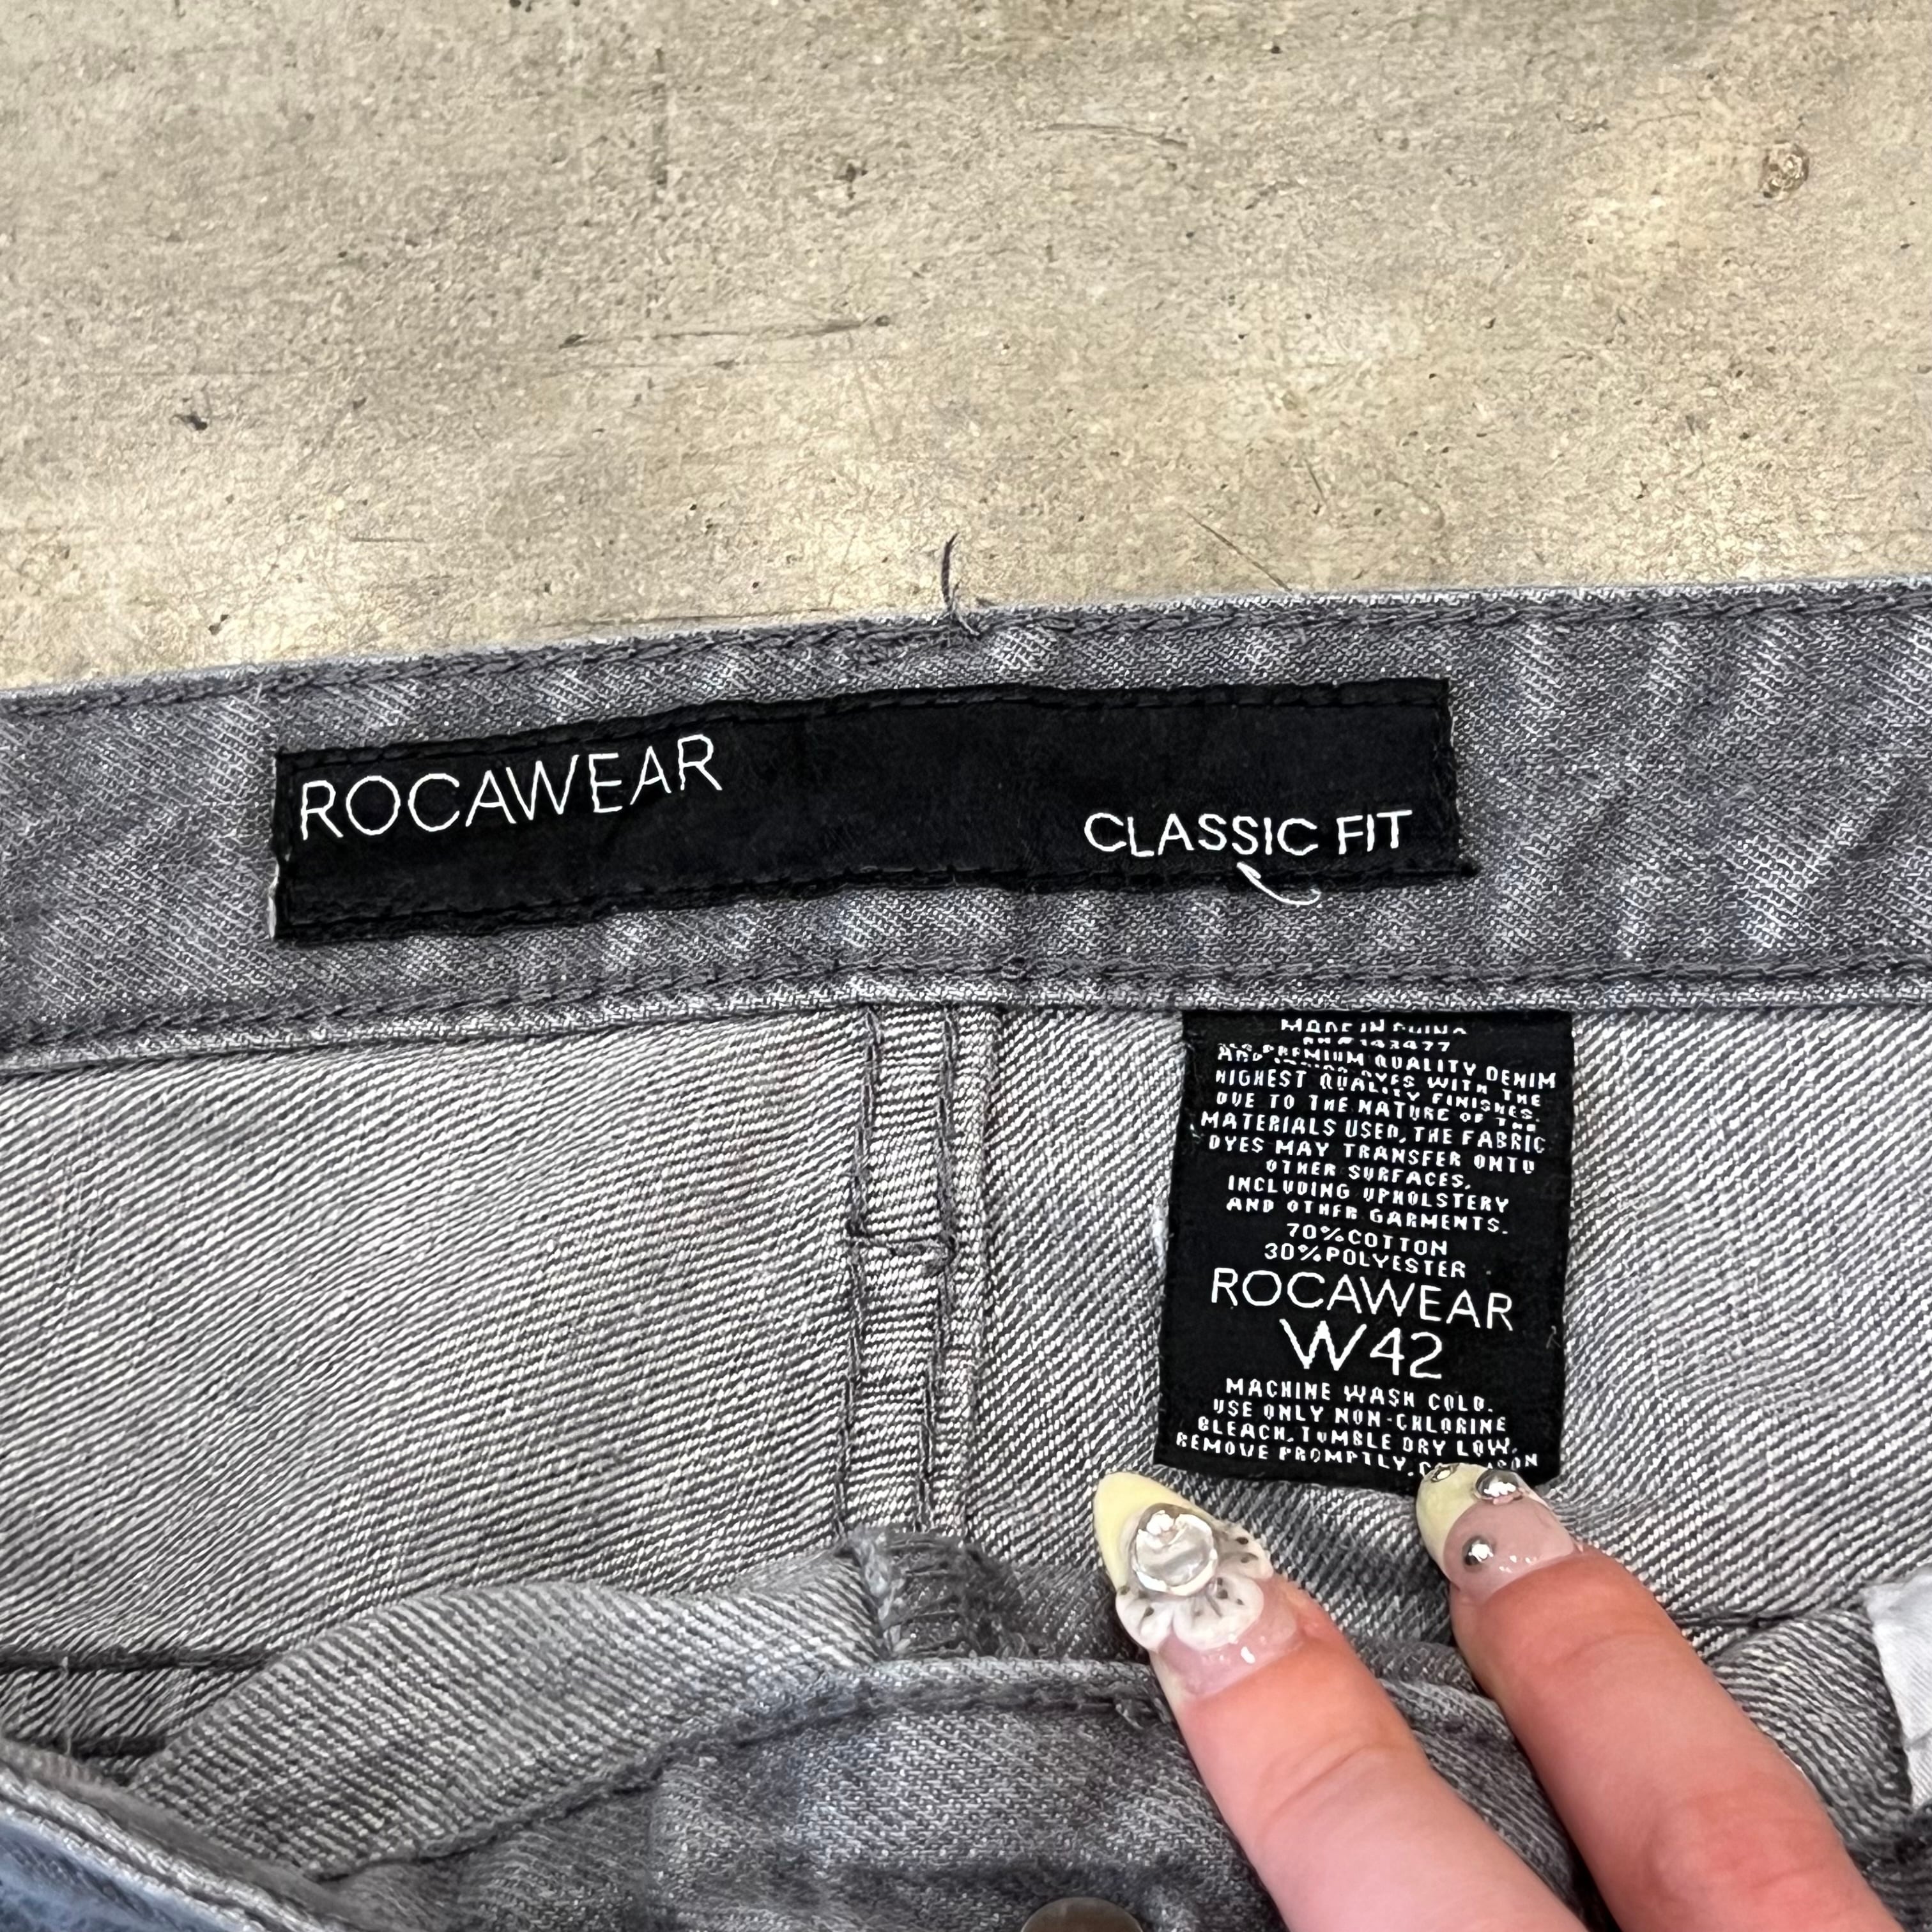 ROCAWEAR
CLASSIC FIT
MADE IN CHINA
PREMIUM QUALITY DENIM
AND DYES WITH THE
HIGHEST QUALITY FINISHES.
DUE TO THE NATURE OF THE
MATERIALS USED, THE FABRIC
DYES MAY TRANSFER ONTO
OTHER SURFACES,
INCLUDING UPHOLSTERY
AND OTHER GARMENTS.
70%COTTON
30%POLYESTER
ROCAWEAR
W42
MACHINE WASH COLD.
USE ONLY NON-CHLORINE
BLEACH. TUMBLE DRY LOW.
REMOVE PROMPTLY.